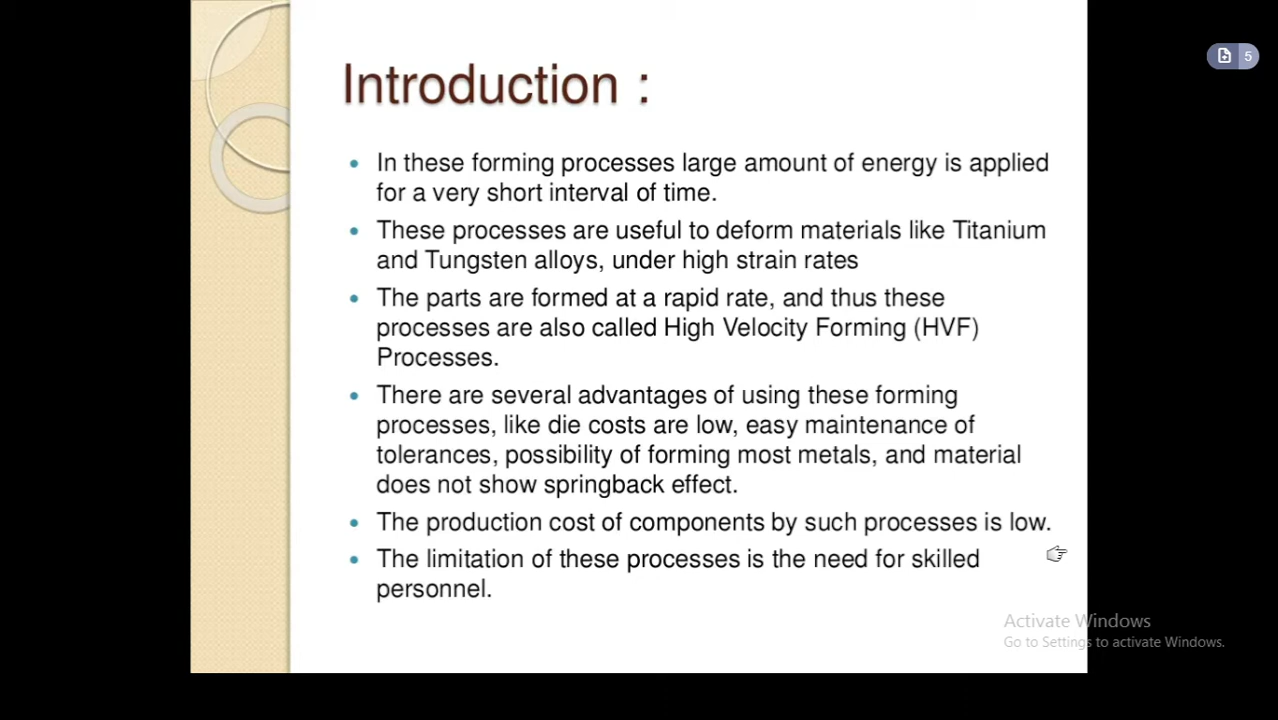 Introduction :
In these forming processes large amount of energy is applied
for a very short interval of time.
These processes are useful to deform materials like Titanium
and Tungsten alloys, under high strain rates
The parts are formed at a rapid rate, and thus these
processes are also called High Velocity Forming (HVF)
Processes.
There are several advantages of using these forming
processes, like die costs are low, easy maintenance of
tolerances, possibility of forming most metals, and material
does not show springback effect.
The production cost of components by such processes is low.
The limitation of these processes is the need for skilled
personnel.
5
Activate Windows
Go to Settings to activate Windows.